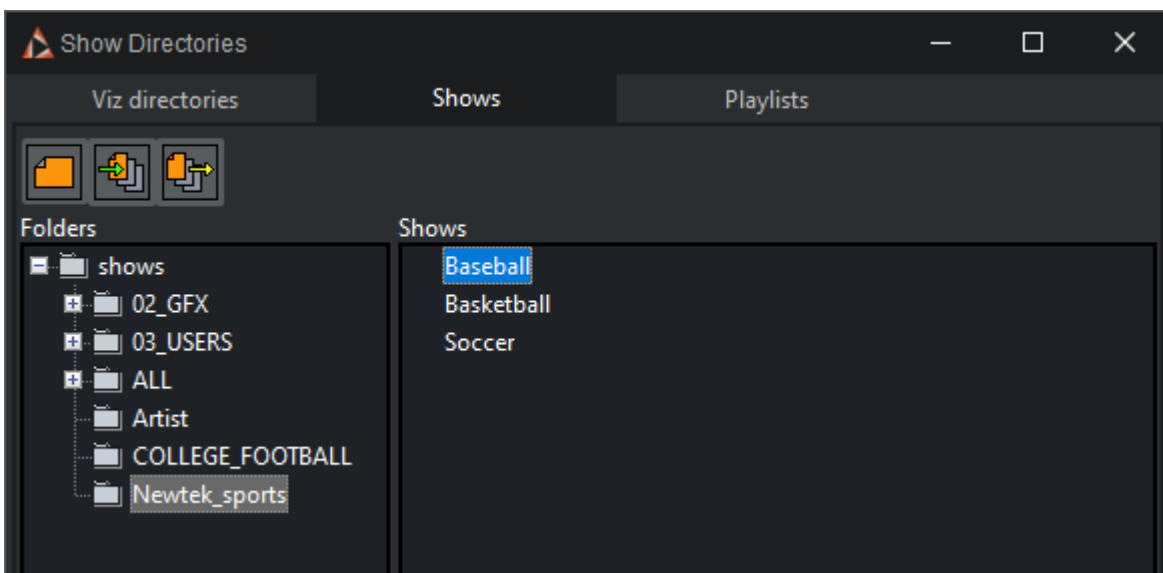 Show Directories
Viz directories
Shows
Playlists
Folders
Shows
shows
02_GFX
03_USERS
ALL
Artist
COLLEGE_FOOTBALL
Newtek_sports
Baseball
Basketball
Soccer